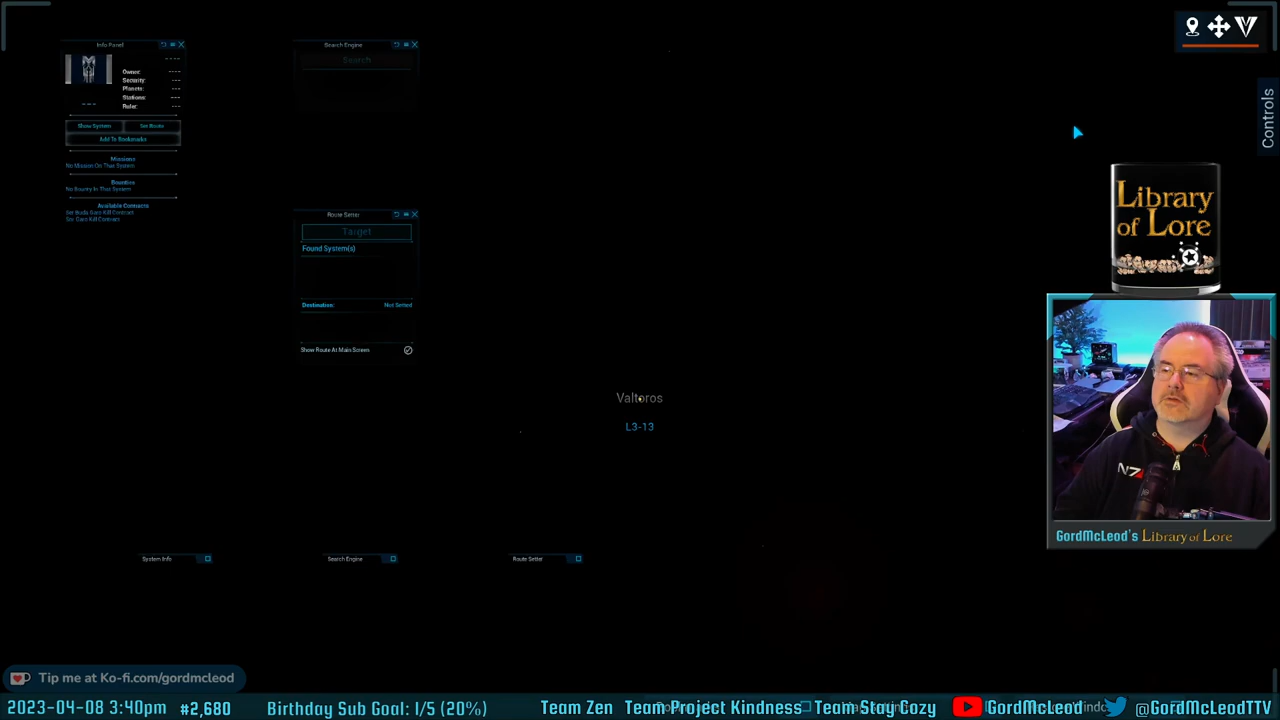 Info Panel
----
Owner: ----
Security: ---
Planets: ---
Stations: ---
Ruler: ---
---
Show System
Set Route
Add To Bookmarks
Missions
No Mission On That System
Bounties
No Bounty In That System
Available Contracts
Search Engine
Search
Route Setter
Target
Found System(s)
Destination: Not Setted
Show Route At Main Screen
Valtoros
L3-13
System Info
Search Engine
Route Setter
Controls
Library
of Lore
N7
GordMcLeod's Library of Lore
Tip me at Ko-fi.com/gordmcleod
2023-04-08 3:40pm #2,680 Birthday Sub Goal: 1/5 (20%) Team Zen Team Project Kindness Team Stay Cozy GordMcLeod @GordMcLeodTTV